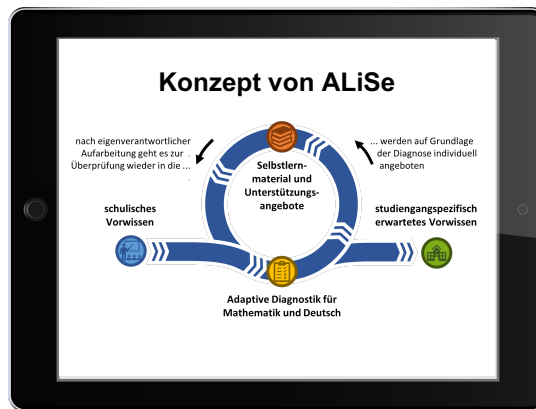 Konzept von ALiSe
nach eigenverantwortlicher
Aufarbeitung geht es zur
Überprüfung wieder in die ...
... werden auf Grundlage
der Diagnose individuell
angeboten
Selbstlern-
material und
Unterstützungs-
angebote
schulisches
Vorwissen
studiengangspezifisch
erwartetes Vorwissen
Adaptive Diagnostik für
Mathematik und Deutsch